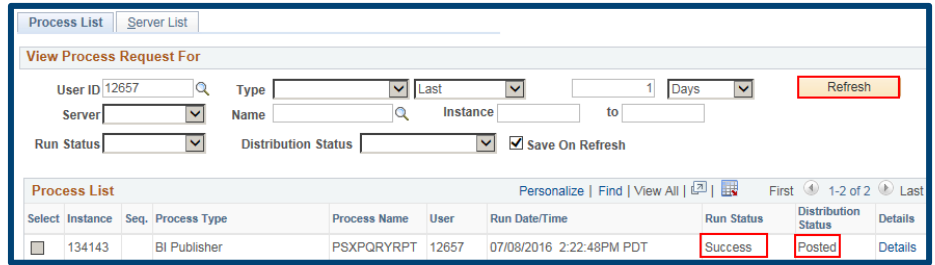 Process List Server List
View Process Request For
User ID 12657 Type Last 1 Days Refresh
Server Name Instance to
Run Status Distribution Status Save On Refresh
Process List Personalize | Find | View All | | First 1-2 of 2 Last
Select Instance Seq. Process Type Process Name User Run Date/Time Run Status Distribution Status Details
134143 BI Publisher PSXPQRYRPT 12657 07/08/2016 2:22:48PM PDT Success Posted Details